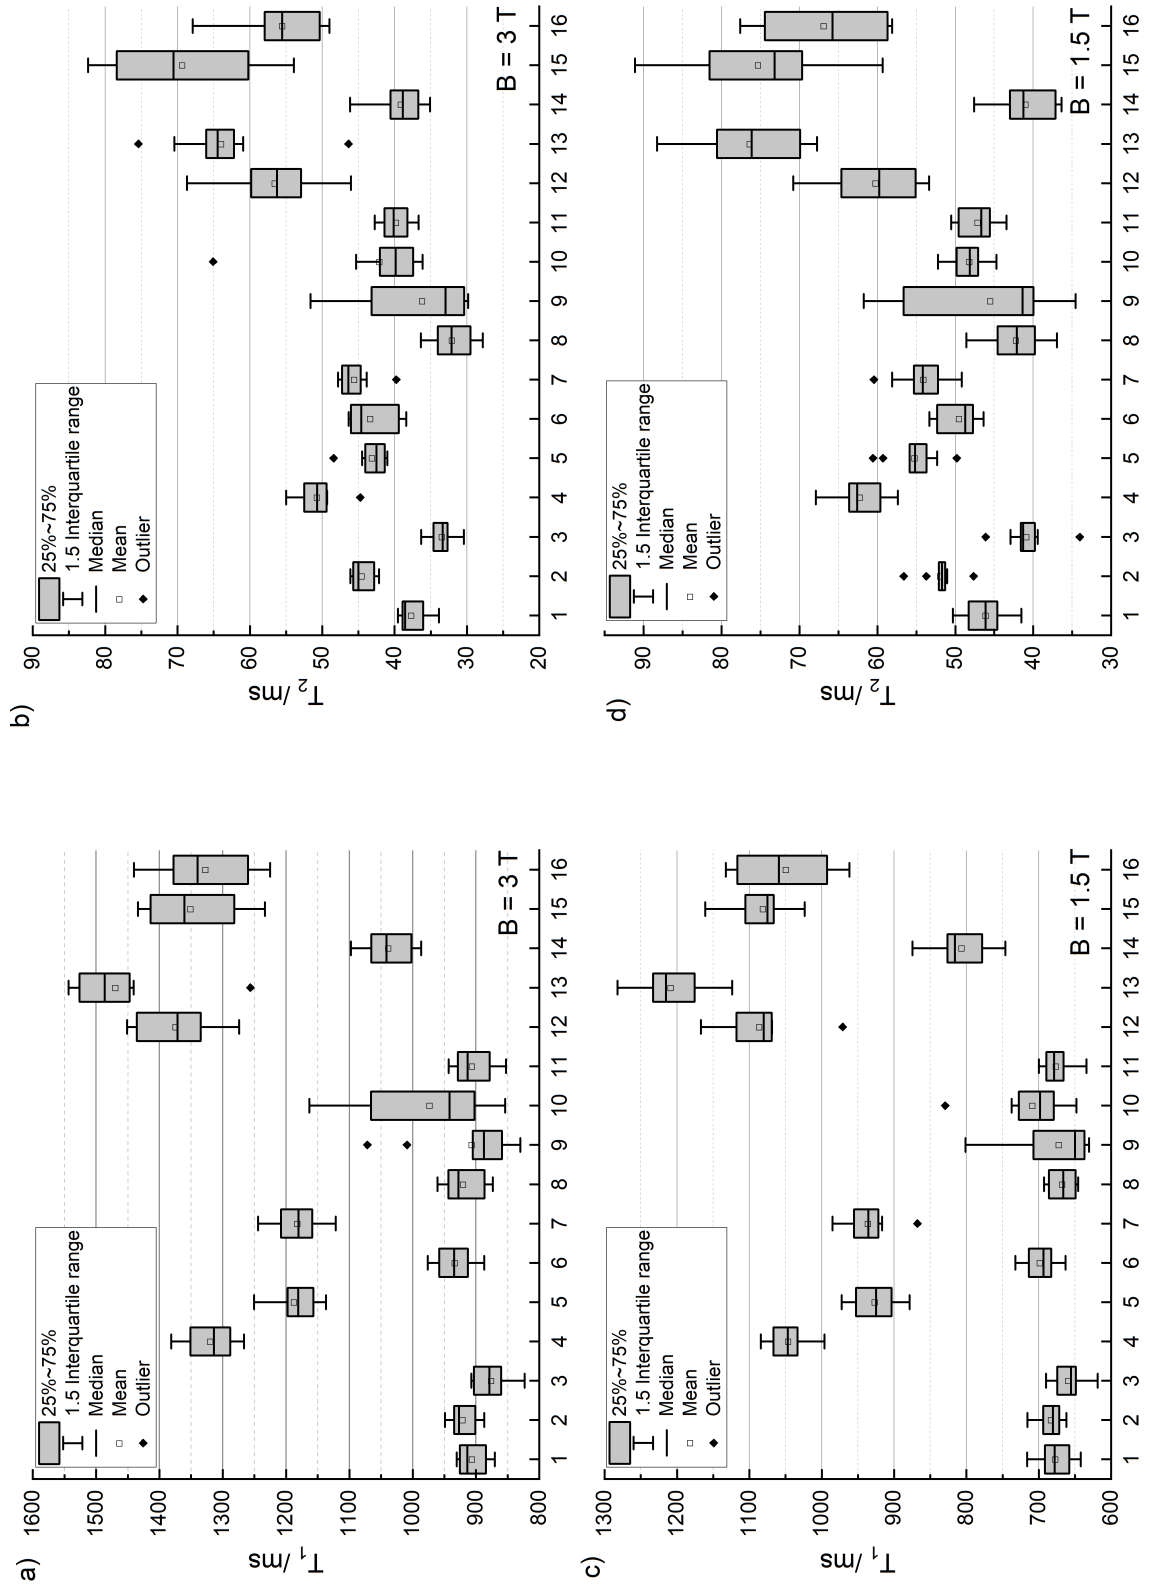 a)
T1/ms
1600
1500
1400
1300
1200
1100
1000
900
800
25%~75%
1.5 Interquartile range
Median
Mean
Outlier
B = 3 T
1 2 3 4 5 6 7 8 9 10 11 12 13 14 15 16
b)
T2/ms
90
80
70
60
50
40
30
20
25%~75%
1.5 Interquartile range
Median
Mean
Outlier
B = 3 T
1 2 3 4 5 6 7 8 9 10 11 12 13 14 15 16
c)
T1/ms
1300
1200
1100
1000
900
800
700
600
25%~75%
1.5 Interquartile range
Median
Mean
Outlier
B = 1.5 T
1 2 3 4 5 6 7 8 9 10 11 12 13 14 15 16
d)
T2/ms
90
80
70
60
50
40
30
25%~75%
1.5 Interquartile range
Median
Mean
Outlier
B = 1.5 T
1 2 3 4 5 6 7 8 9 10 11 12 13 14 15 16